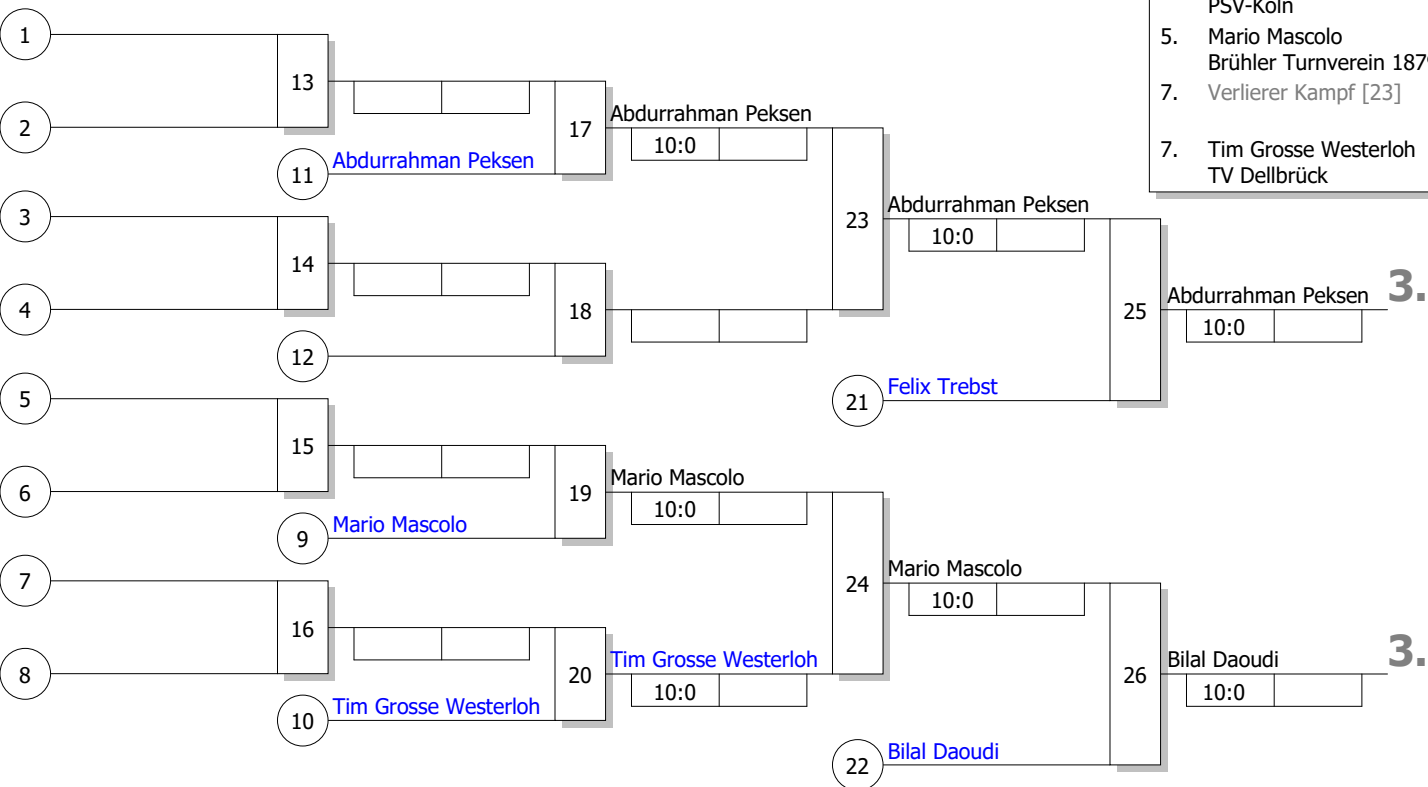 PSV-Köln
5. Mario Mascolo
Brühler Turnverein 1879
7. Verlierer Kampf [23]
7. Tim Grosse Westerloh
TV Dellbrück
1
13
2
17
Abdurrahman Peksen
10:0
11
Abdurrahman Peksen
3
23
Abdurrahman Peksen
10:0
14
4
18
12
25
Abdurrahman Peksen
10:0
3.
5
21
Felix Trebst
15
6
19
Mario Mascolo
10:0
9
Mario Mascolo
7
24
Mario Mascolo
10:0
16
8
20
Tim Grosse Westerloh
10:0
10
Tim Grosse Westerloh
26
Bilal Daoudi
10:0
3.
22
Bilal Daoudi